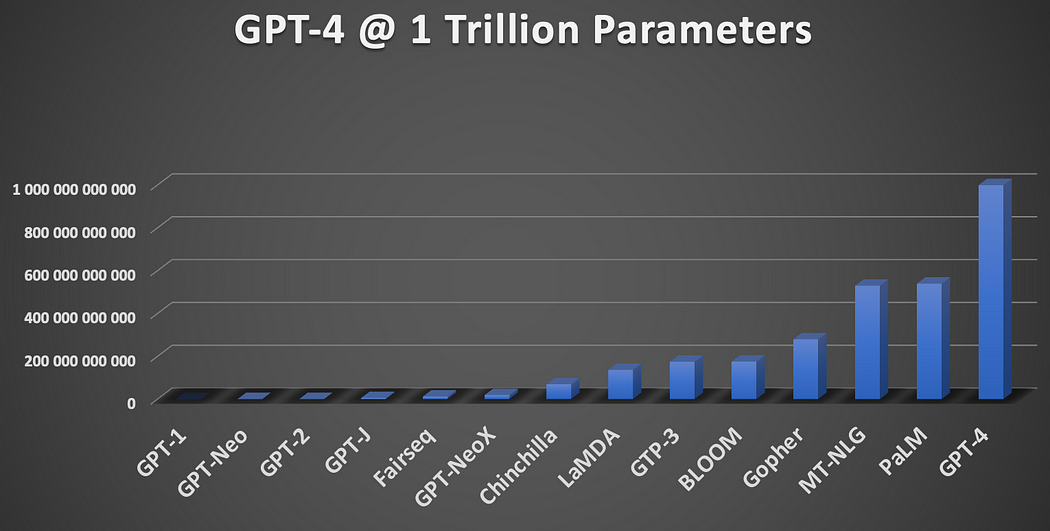 GPT-4 @ 1 Trillion Parameters
1 000 000 000 000
800 000 000 000
600 000 000 000
400 000 000 000
200 000 000 000
0
GPT-1
GPT-Neo
GPT-2
GPT-J
Fairseq
GPT-NeoX
Chinchilla
LaMDA
GTP-3
BLOOM
Gopher
MT-NLG
PaLM
GPT-4